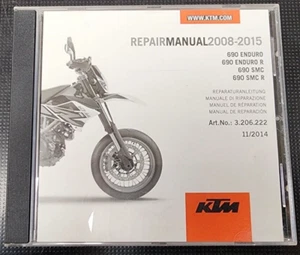 WWW.KTM.COM
REPAIRMANUAL2008-2015
690 ENDURO
690 ENDURO R
690 SMC
690 SMC R
REPARATURANLEITUNG
MANUALE DI RIPARAZIONE
MANUEL DE RÉPARATION
MANUAL DE REPARACIÓN
Art.No.: 3.206.222
11/2014
KTM